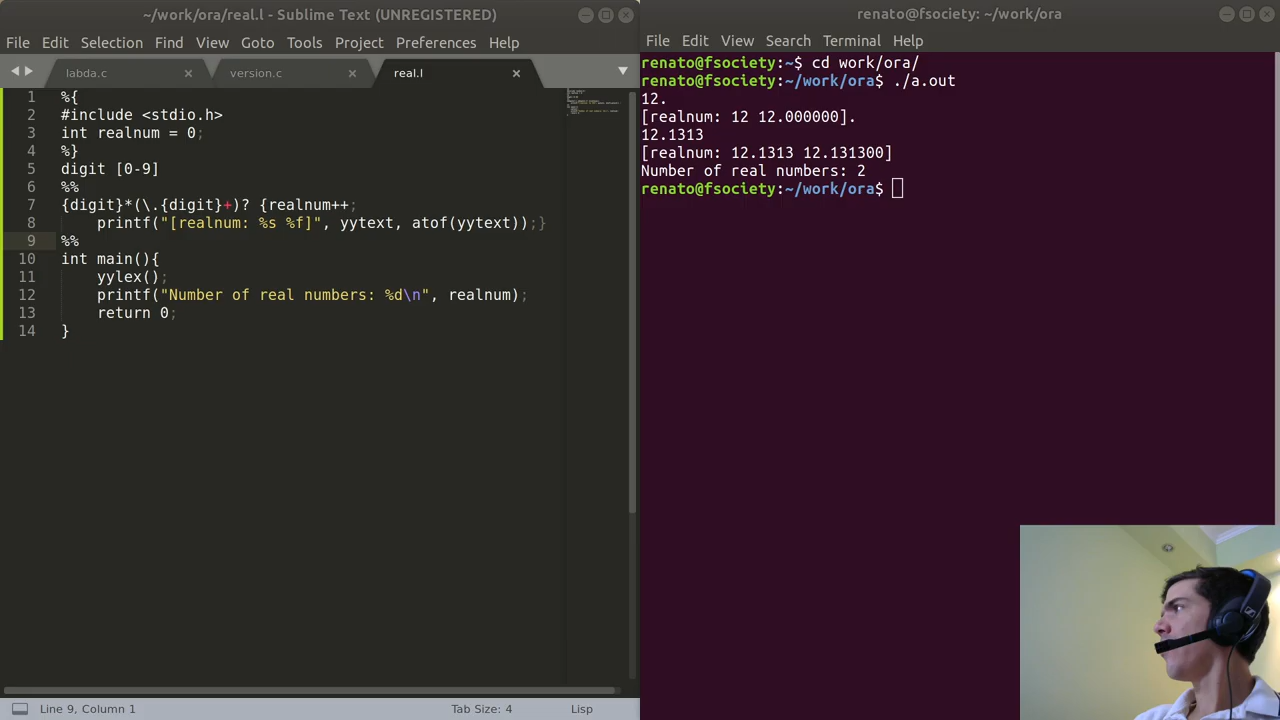 ~/work/ora/real.l - Sublime Text (UNREGISTERED)
File Edit Selection Find View Goto Tools Project Preferences Help
labda.c version.c real.l
1 %{
2 #include <stdio.h>
3 int realnum = 0;
4 %}
5 digit [0-9]
6 %%
7 {digit}*(\.{digit}+)? {realnum++;
8 printf("[realnum: %s %f]", yytext, atof(yytext));}
9 %%
10 int main(){
11 yylex();
12 printf("Number of real numbers: %d\n", realnum);
13 return 0;
14 }
Line 9, Column 1 Tab Size: 4 Lisp
renato@fsociety: ~/work/ora
File Edit View Search Terminal Help
renato@fsociety:~$ cd work/ora/
renato@fsociety:~/work/ora$ ./a.out
12.
[realnum: 12 12.000000].
12.1313
[realnum: 12.1313 12.131300]
Number of real numbers: 2
renato@fsociety:~/work/ora$